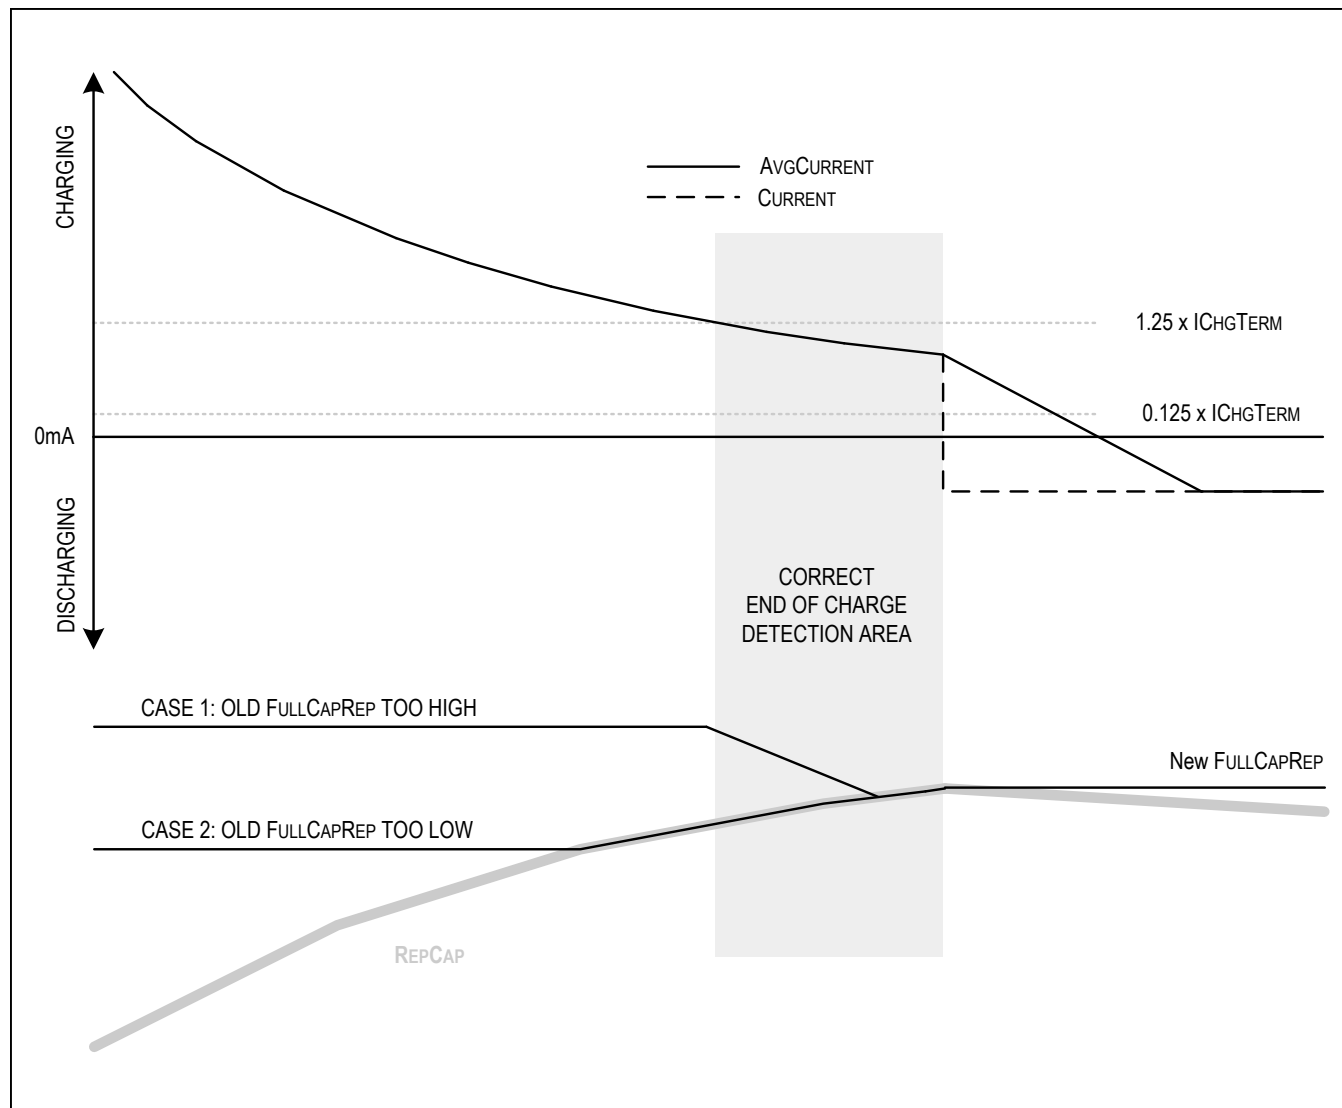 CHARGING
AVGCURRENT
CURRENT
1.25 x ICHGTERM
0.125 x ICHGTERM
0mA
DISCHARGING
CORRECT
END OF CHARGE
DETECTION AREA
CASE 1: OLD FULLCAPREP TOO HIGH
New FULLCAPREP
CASE 2: OLD FULLCAPREP TOO LOW
REPCAP